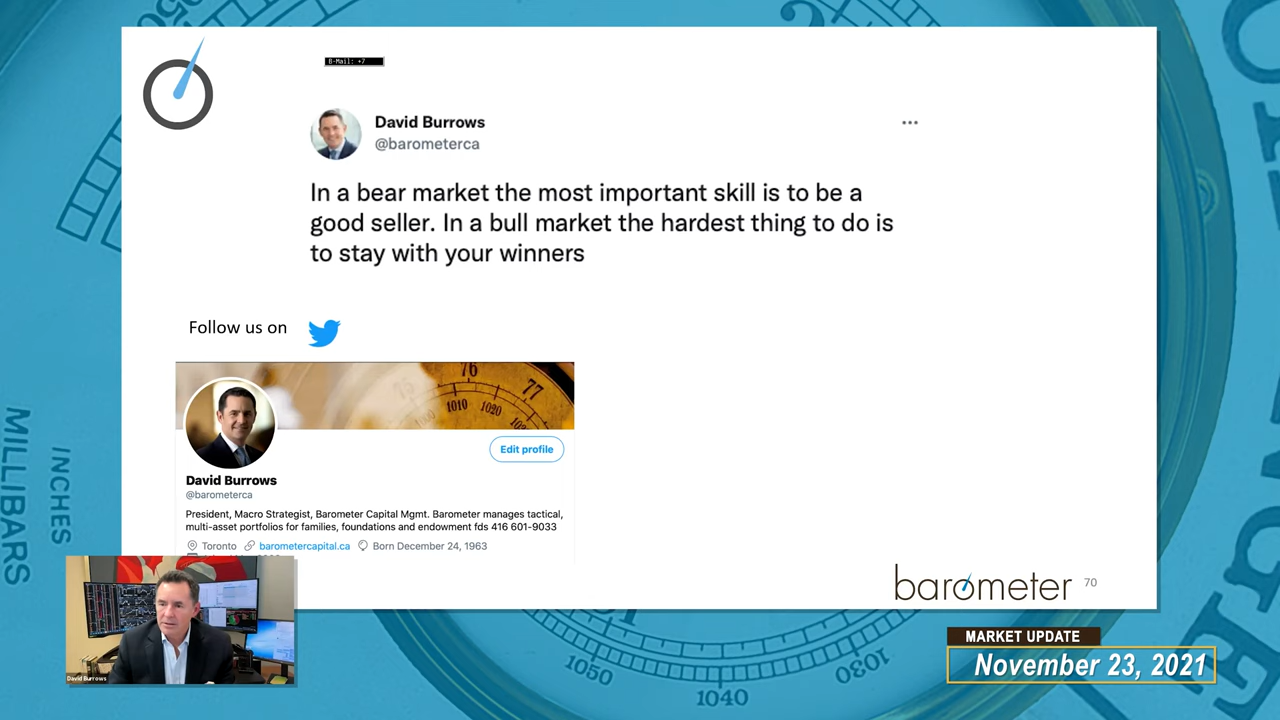 B-Mail: +7
David Burrows
@barometerca
In a bear market the most important skill is to be a
good seller. In a bull market the hardest thing to do is
to stay with your winners
Follow us on
76
77
1010
1020
David Burrows
Edit profile
@barometerca
President, Macro Strategist, Barometer Capital Mgmt. Barometer manages tactical,
multi-asset portfolios for families, foundations and endowment fds 416 601-9033
Toronto barometercapital.ca Born December 24, 1963
David Burrows
barometer 70
MARKET UPDATE
November 23, 2021
MILLIBARS
INCHES
1050
1040
1030